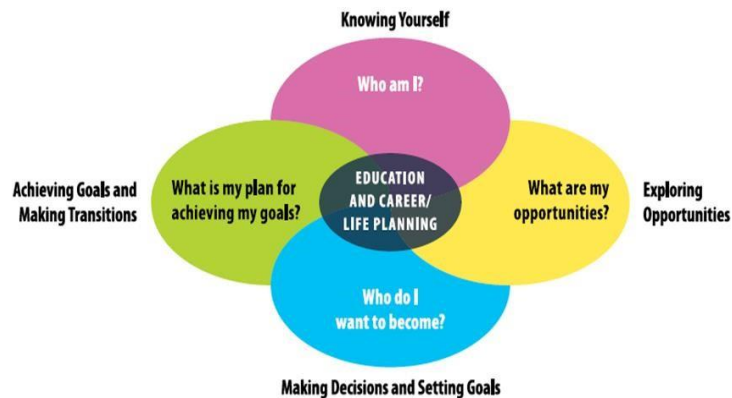 Knowing Yourself
Who am I?
Achieving Goals and
Making Transitions
What is my plan for
achieving my goals?
EDUCATION
AND CAREER/
LIFE PLANNING
What are my
opportunities?
Exploring
Opportunities
Who do I
want to become?
Making Decisions and Setting Goals